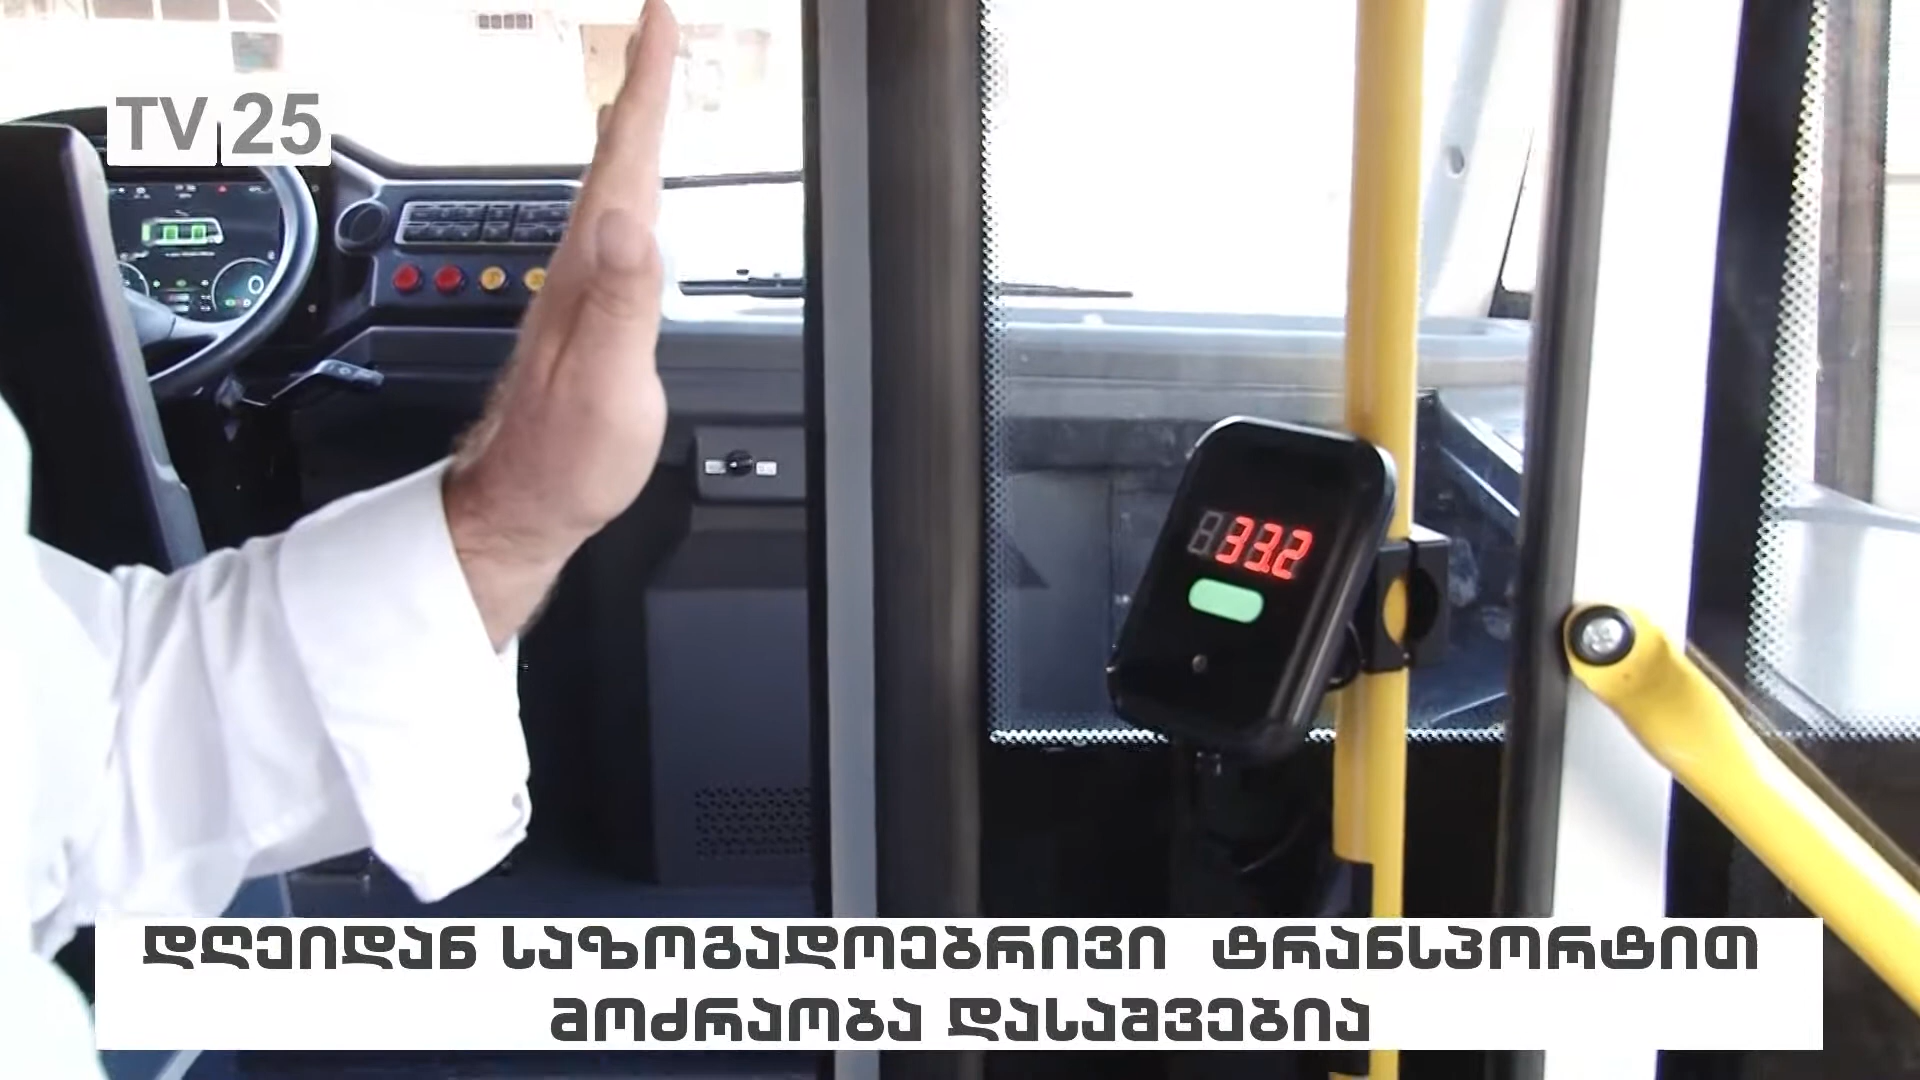 TV 25
33.2
დღეიდან საზოგადოებრივი ტრანსპორტით
მოძრაობა დასაშვებია